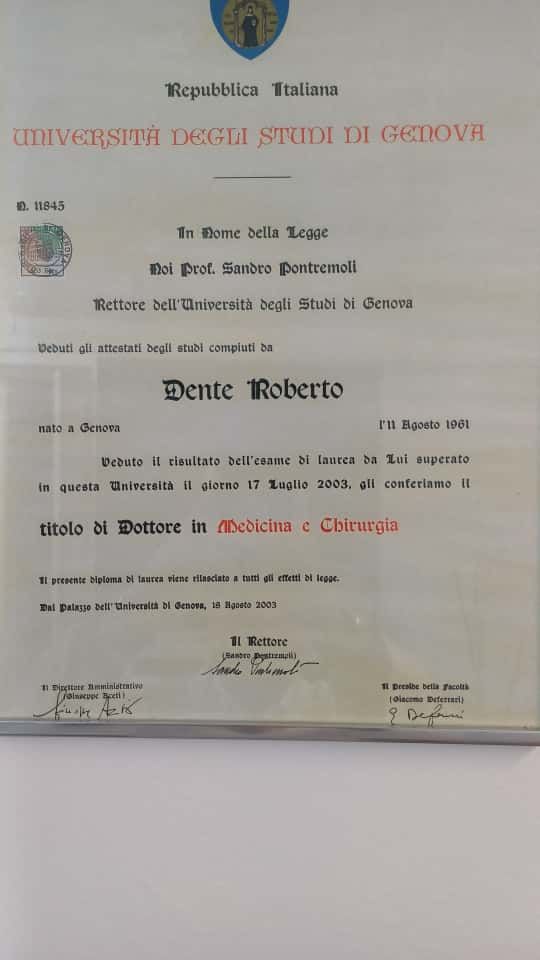 Repubblica Italiana
UNIVERSITÀ DEGLI STUDI DI GENOVA
N. 11845
In Nome della Legge
Noi Prof. Sandro Pontremoli
Rettore dell'Università degli Studi di Genova
Veduti gli attestati degli studi compiuti da
Dente Roberto
nato a Genova l'11 Agosto 1961
Veduto il risultato dell'esame di laurea da Lui superato
in questa Università il giorno 17 Luglio 2003, gli conferiamo il
titolo di Dottore in Medicina e Chirurgia
Il presente diploma di laurea viene rilasciato a tutti gli effetti di legge.
Dal Palazzo dell'Università di Genova, 18 Agosto 2003
Il Rettore
(Sandro Pontremoli)
Sandro Pontremoli
Il Direttore Amministrativo Il Preside della Facoltà
(Giuseppe Aceti) (Giacomo Deferrari)